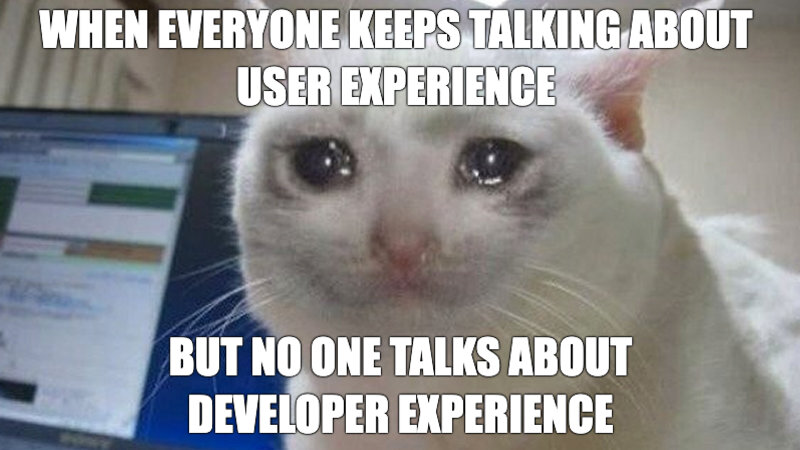 WHEN EVERYONE KEEPS TALKING ABOUT
USER EXPERIENCE
BUT NO ONE TALKS ABOUT
DEVELOPER EXPERIENCE